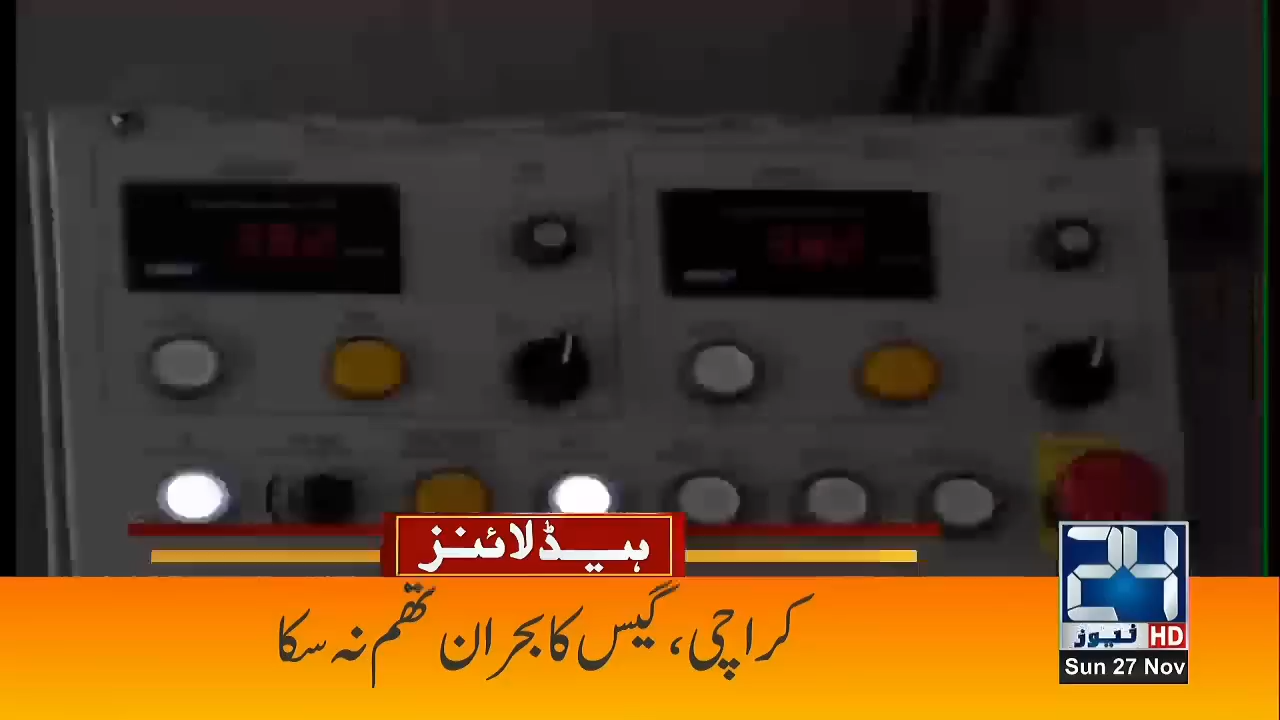 ہیڈلائنز
کراچی، گیس کا بحران تھم نہ سکا
24
نیوز HD
Sun 27 Nov